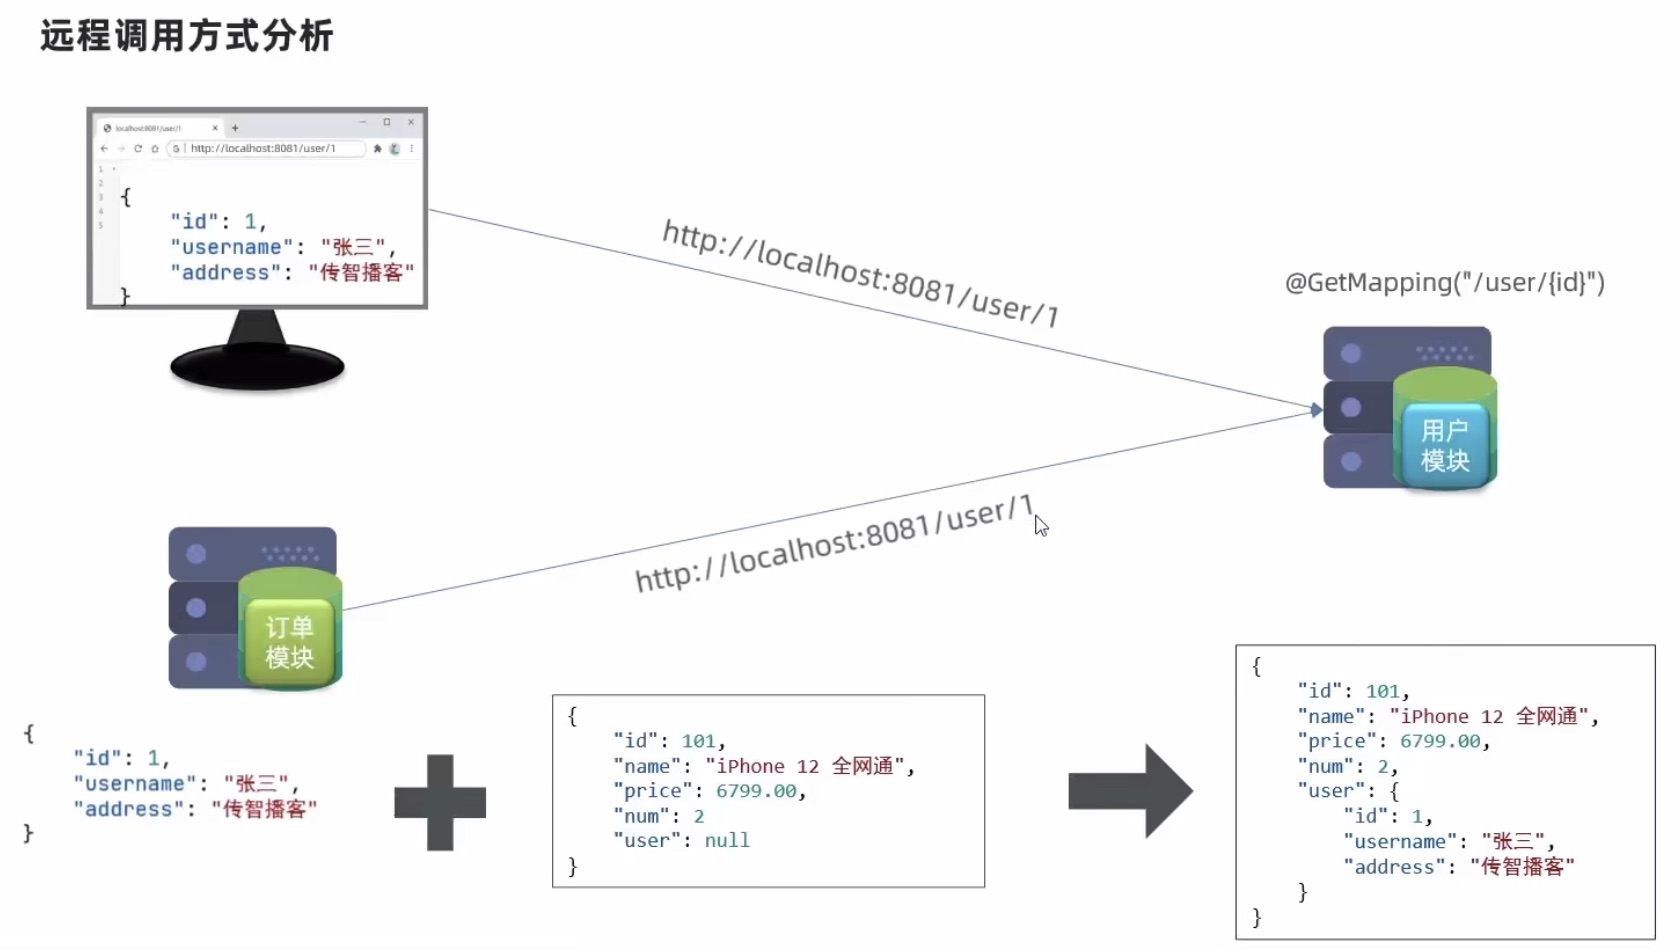 远程调用方式分析
localhost:8081/user/1
http://localhost:8081/user/1
1
2
3
4
5
{
"id": 1,
"username": "张三",
"address": "传智播客"
}
http://localhost:8081/user/1
@GetMapping("/user/{id}")
用户
模块
http://localhost:8081/user/1
订单
模块
{
"id": 1,
"username": "张三",
"address": "传智播客"
}
{
"id": 101,
"name": "iPhone 12 全网通",
"price": 6799.00,
"num": 2
"user": null
}
{
"id": 101,
"name": "iPhone 12 全网通",
"price": 6799.00,
"num": 2,
"user": {
"id": 1,
"username": "张三",
"address": "传智播客"
}
}